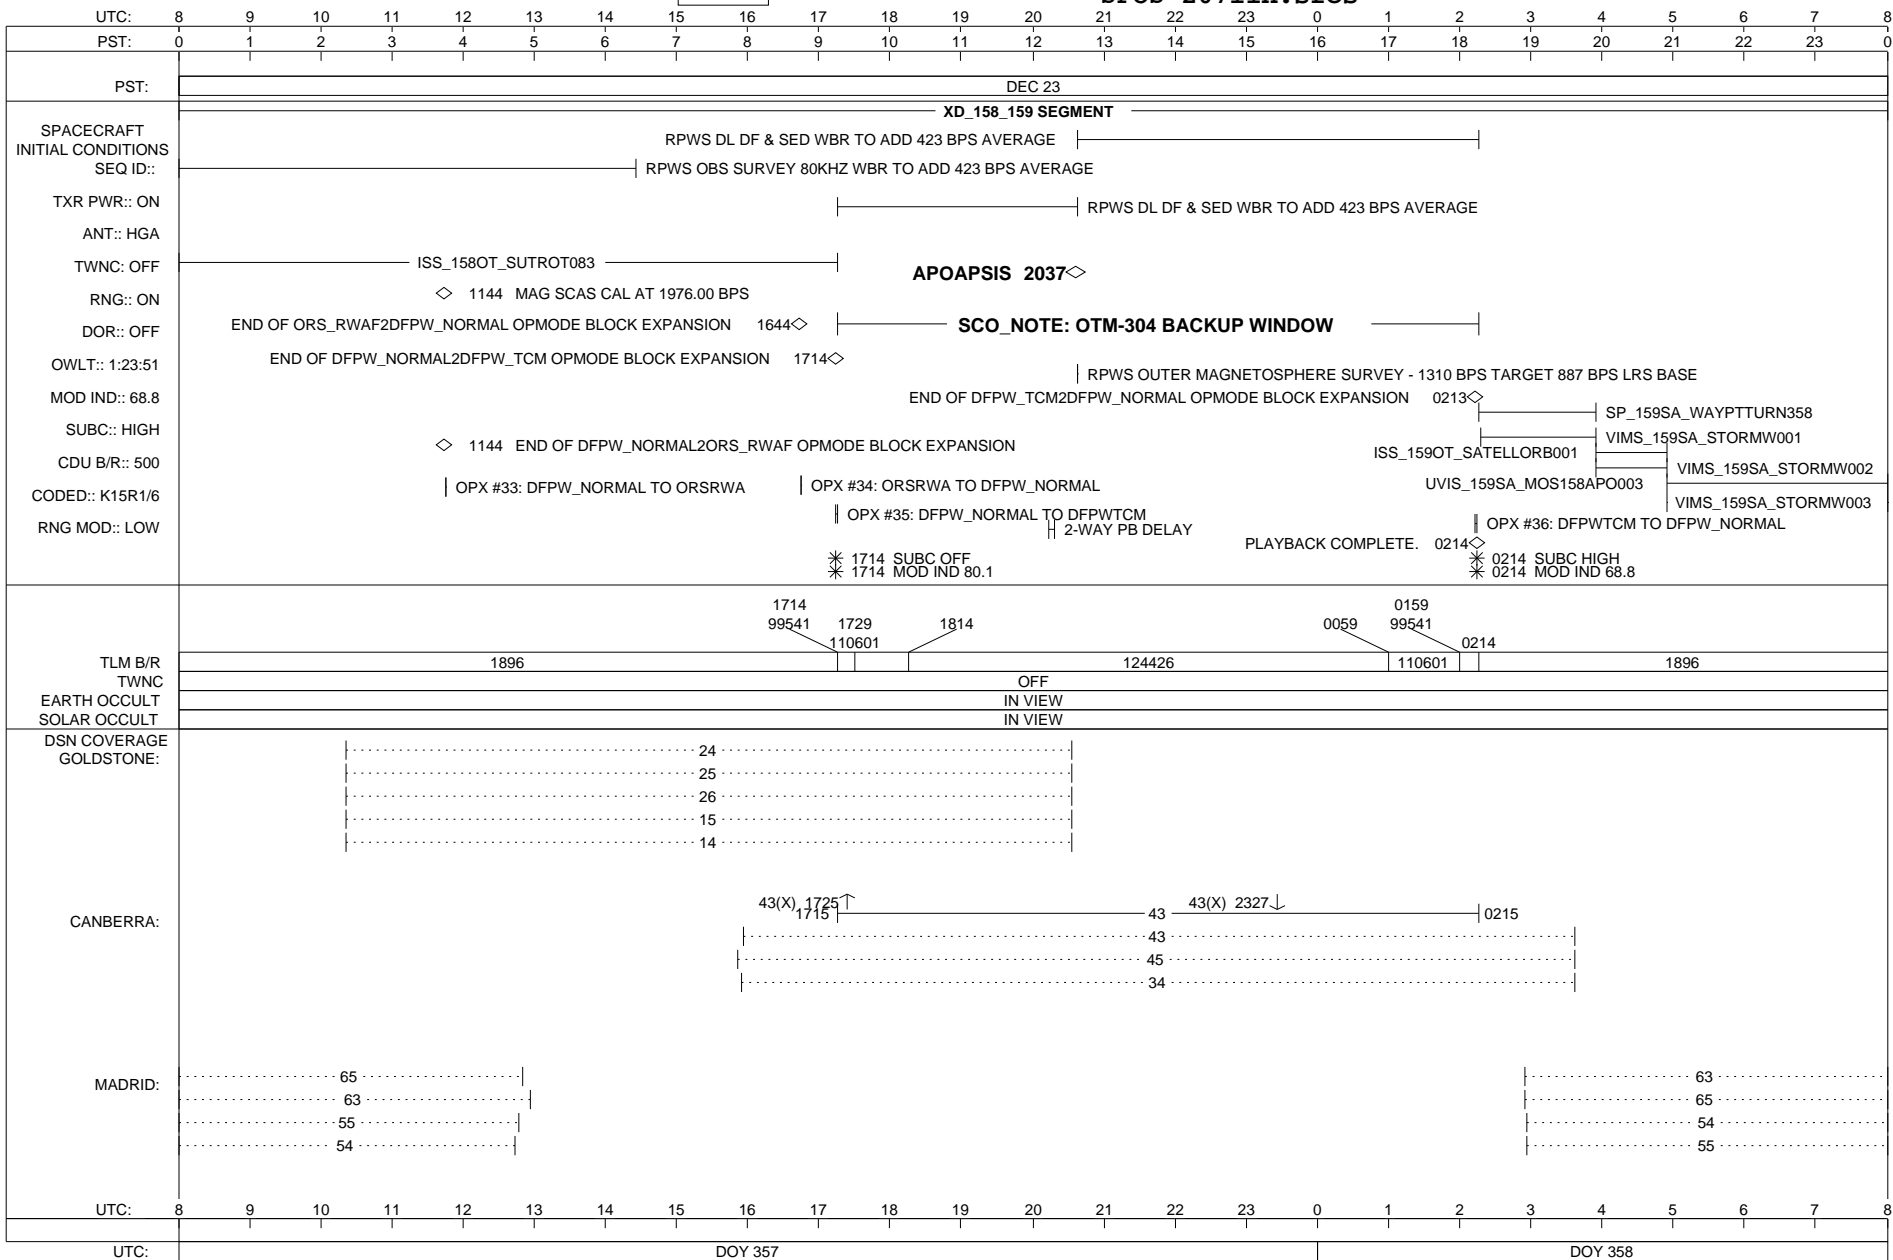 UTC: 8 9 10 11 12 13 14 15 16 17 18 19 20 21 22 23 0 1 2 3 4 5 6 7 8
PST: 0 1 2 3 4 5 6 7 8 9 10 11 12 13 14 15 16 17 18 19 20 21 22 23 0
PST: DEC 23
XD_158_159 SEGMENT
SPACECRAFT
INITIAL CONDITIONS
RPWS DL DF & SED WBR TO ADD 423 BPS AVERAGE
SEQ ID::
RPWS OBS SURVEY 80KHZ WBR TO ADD 423 BPS AVERAGE
TXR PWR:: ON
RPWS DL DF & SED WBR TO ADD 423 BPS AVERAGE
ANT:: HGA
TWNC: OFF
ISS_158OT_SUTROT083
APOAPSIS 2037
RNG:: ON
1144 MAG SCAS CAL AT 1976.00 BPS
DOR:: OFF
END OF ORS_RWAF2DFPW_NORMAL OPMODE BLOCK EXPANSION 1644
SCO_NOTE: OTM-304 BACKUP WINDOW
OWLT:: 1:23:51
END OF DFPW_NORMAL2DFPW_TCM OPMODE BLOCK EXPANSION 1714
RPWS OUTER MAGNETOSPHERE SURVEY - 1310 BPS TARGET 887 BPS LRS BASE
MOD IND:: 68.8
END OF DFPW_TCM2DFPW_NORMAL OPMODE BLOCK EXPANSION 0213
SP_159SA_WAYPTTURN358
SUBC:: HIGH
VIMS_159SA_STORMW001
1144 END OF DFPW_NORMAL2ORS_RWAF OPMODE BLOCK EXPANSION
ISS_159OT_SATELLORB001
CDU B/R:: 500
VIMS_159SA_STORMW002
OPX #33: DFPW_NORMAL TO ORSRWA
OPX #34: ORSRWA TO DFPW_NORMAL
UVIS_159SA_MOS158APO003
CODED:: K15R1/6
VIMS_159SA_STORMW003
OPX #35: DFPW_NORMAL TO DFPWTCM
RNG MOD:: LOW
2-WAY PB DELAY
OPX #36: DFPWTCM TO DFPW_NORMAL
PLAYBACK COMPLETE. 0214
1714 SUBC OFF
0214 SUBC HIGH
1714 MOD IND 80.1
0214 MOD IND 68.8
1714 0159
99541 1729 1814 0059 99541
110601 0214
TLM B/R 1896 124426 110601 1896
TWNC OFF
EARTH OCCULT IN VIEW
SOLAR OCCULT IN VIEW
DSN COVERAGE
GOLDSTONE:
24
25
26
15
14
43(X) 1725 43(X) 2327
CANBERRA: 1715 43 0215
43
45
34
MADRID:
65 63
63 65
55 54
54 55
UTC: 8 9 10 11 12 13 14 15 16 17 18 19 20 21 22 23 0 1 2 3 4 5 6 7 8
UTC: DOY 357 DOY 358